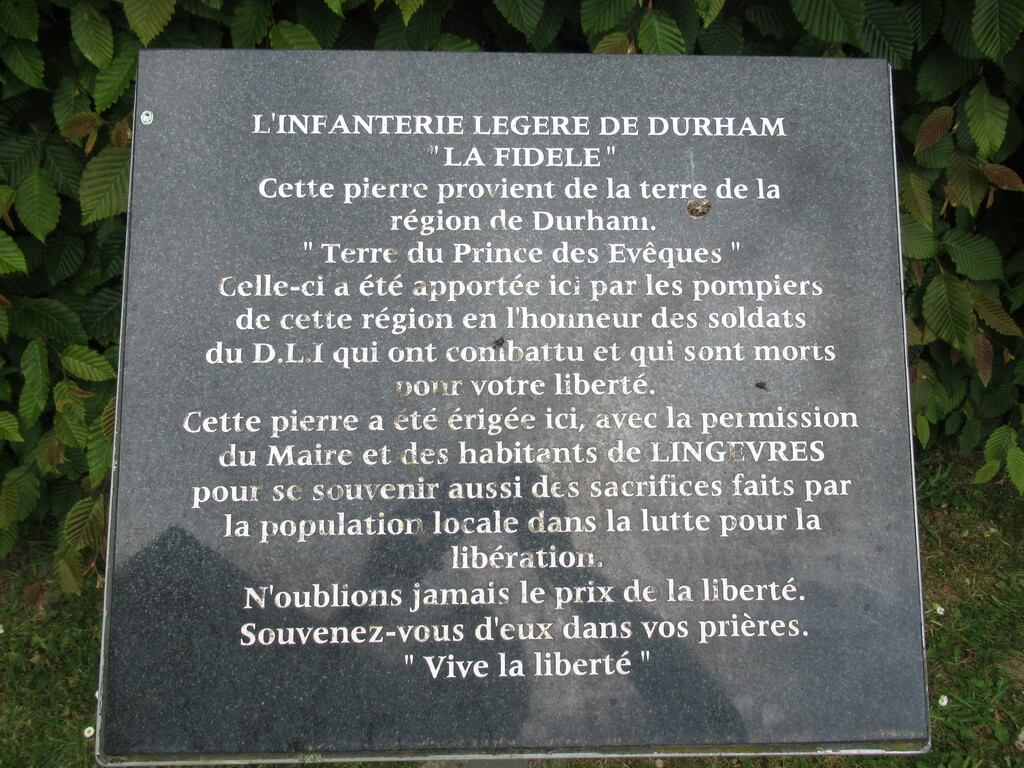 L'INFANTERIE LEGERE DE DURHAM
"LA FIDELE"
Cette pierre provient de la terre de la
région de Durham.
" Terre du Prince des Evêques "
Celle-ci a été apportée ici par les pompiers
de cette région en l'honneur des soldats
du D.L.I qui ont combattu et qui sont morts
pour votre liberté.
Cette pierre a été érigée ici, avec la permission
du Maire et des habitants de LINGEVRES
pour se souvenir aussi des sacrifices faits par
la population locale dans la lutte pour la
libération.
N'oublions jamais le prix de la liberté.
Souvenez-vous d'eux dans vos prières.
" Vive la liberté "